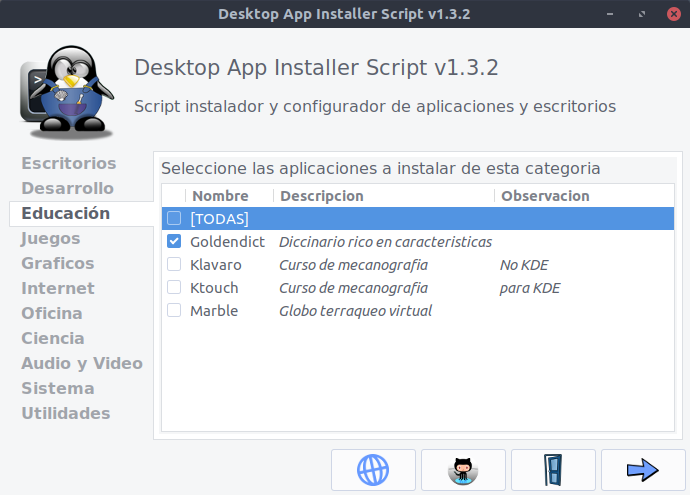 Desktop App Installer Script v1.3.2
Desktop App Installer Script v1.3.2
Script instalador y configurador de aplicaciones y escritorios
Escritorios
Desarrollo
Educación
Juegos
Graficos
Internet
Oficina
Ciencia
Audio y Video
Sistema
Utilidades
Seleccione las aplicaciones a instalar de esta categoria
Nombre Descripcion Observacion
[TODAS]
Goldendict Diccinario rico en caracteristicas
Klavaro Curso de mecanografia No KDE
Ktouch Curso de mecanografia para KDE
Marble Globo terraqueo virtual